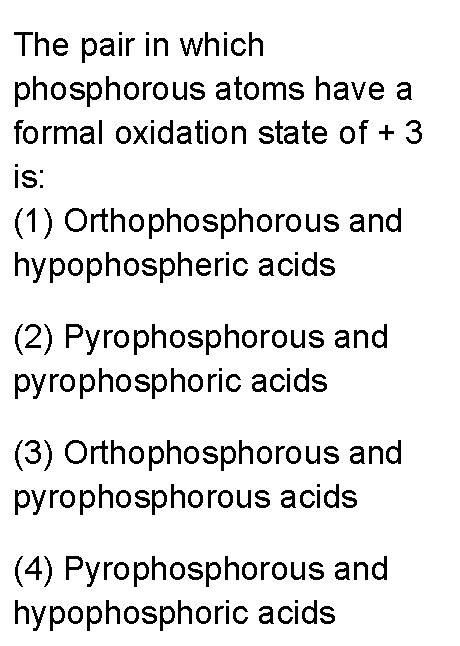 The pair in which
phosphorous atoms have a
formal oxidation state of + 3
is:
(1) Orthophosphorous and
hypophospheric acids
(2) Pyrophosphorous and
pyrophosphoric acids
(3) Orthophosphorous and
pyrophosphorous acids
(4) Pyrophosphorous and
hypophosphoric acids